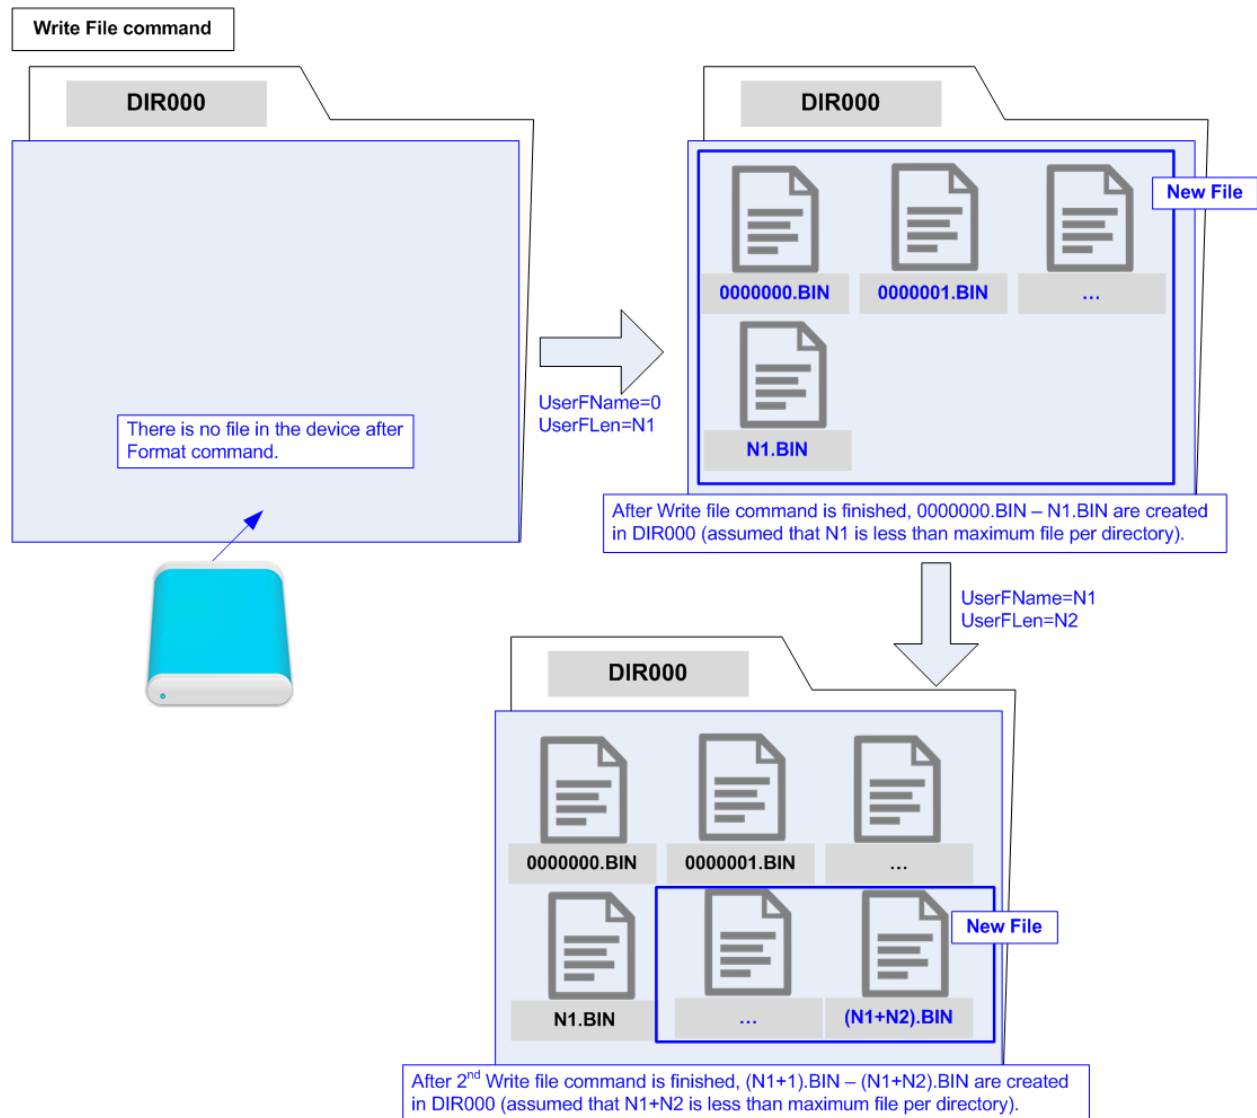 Write File command
DIR000
There is no file in the device after
Format command.
UserFName=0
UserFLen=N1
DIR000
New File
0000000.BIN
0000001.BIN
...
N1.BIN
After Write file command is finished, 0000000.BIN – N1.BIN are created
in DIR000 (assumed that N1 is less than maximum file per directory).
UserFName=N1
UserFLen=N2
DIR000
0000000.BIN
0000001.BIN
...
New File
N1.BIN
...
(N1+N2).BIN
After 2nd Write file command is finished, (N1+1).BIN – (N1+N2).BIN are created
in DIR000 (assumed that N1+N2 is less than maximum file per directory).